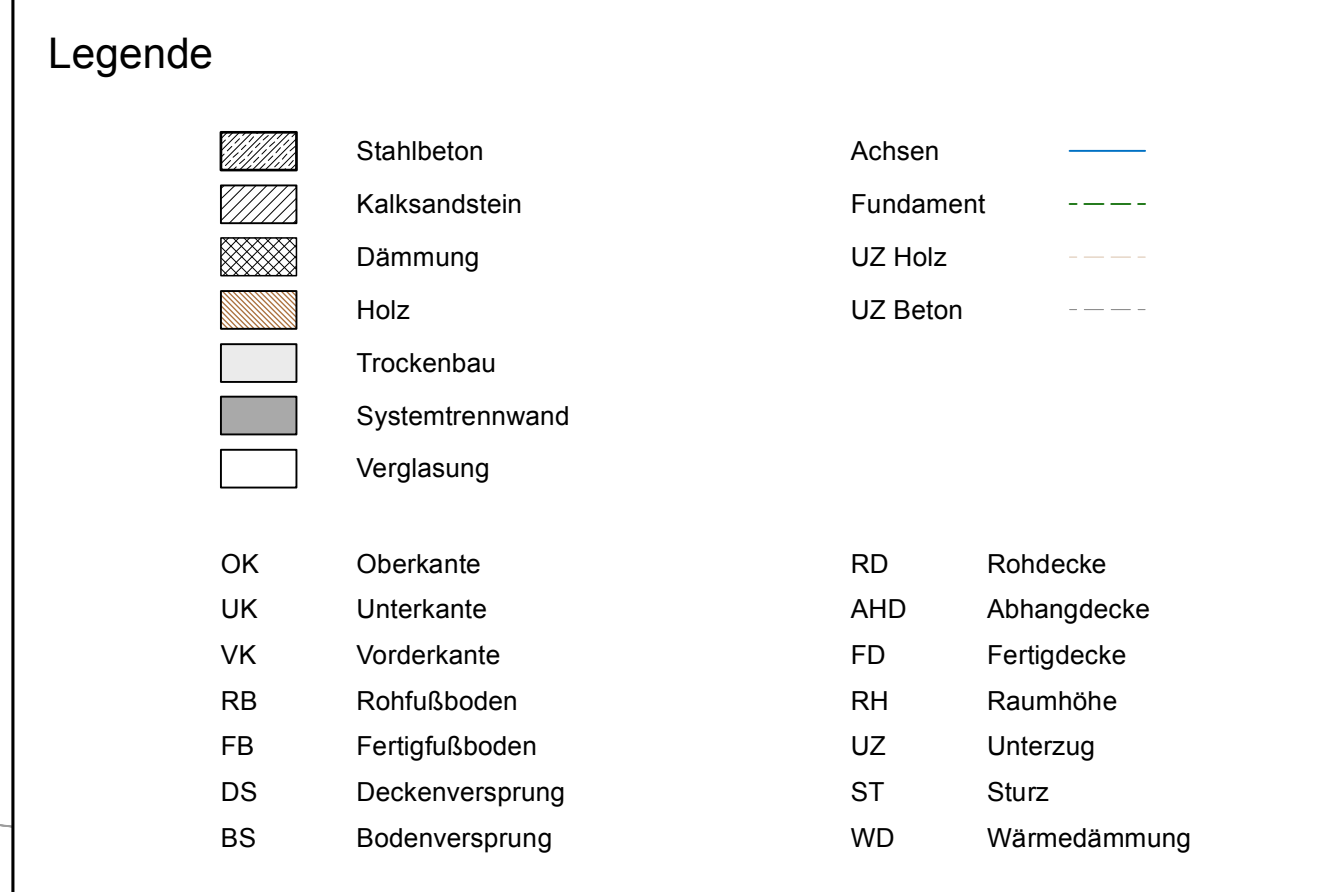 Legende
Stahlbeton
Kalksandstein
Dämmung
Holz
Trockenbau
Systemtrennwand
Verglasung
Achsen
Fundament
UZ Holz
UZ Beton
OK Oberkante
UK Unterkante
VK Vorderkante
RB Rohfußboden
FB Fertigfußboden
DS Deckenversprung
BS Bodenversprung
RD Rohdecke
AHD Abhangdecke
FD Fertigdecke
RH Raumhöhe
UZ Unterzug
ST Sturz
WD Wärmedämmung